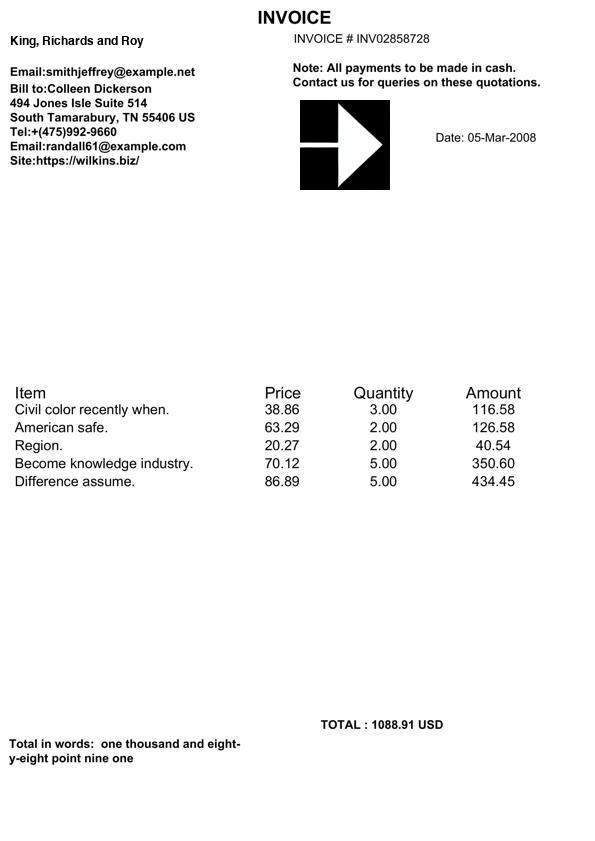 INVOICE
King, Richards and Roy
INVOICE # INV02858728
Email:smithjeffrey@example.net
Note: All payments to be made in cash.
Contact us for queries on these quotations.
Bill to:Colleen Dickerson
494 Jones Isle Suite 514
South Tamarabury, TN 55406 US
Tel:+(475)992-9660
Email:randall61@example.com
Site:https://wilkins.biz/
Date: 05-Mar-2008
Item Price Quantity Amount
Civil color recently when. 38.86 3.00 116.58
American safe. 63.29 2.00 126.58
Region. 20.27 2.00 40.54
Become knowledge industry. 70.12 5.00 350.60
Difference assume. 86.89 5.00 434.45
TOTAL : 1088.91 USD
Total in words: one thousand and eight-
y-eight point nine one